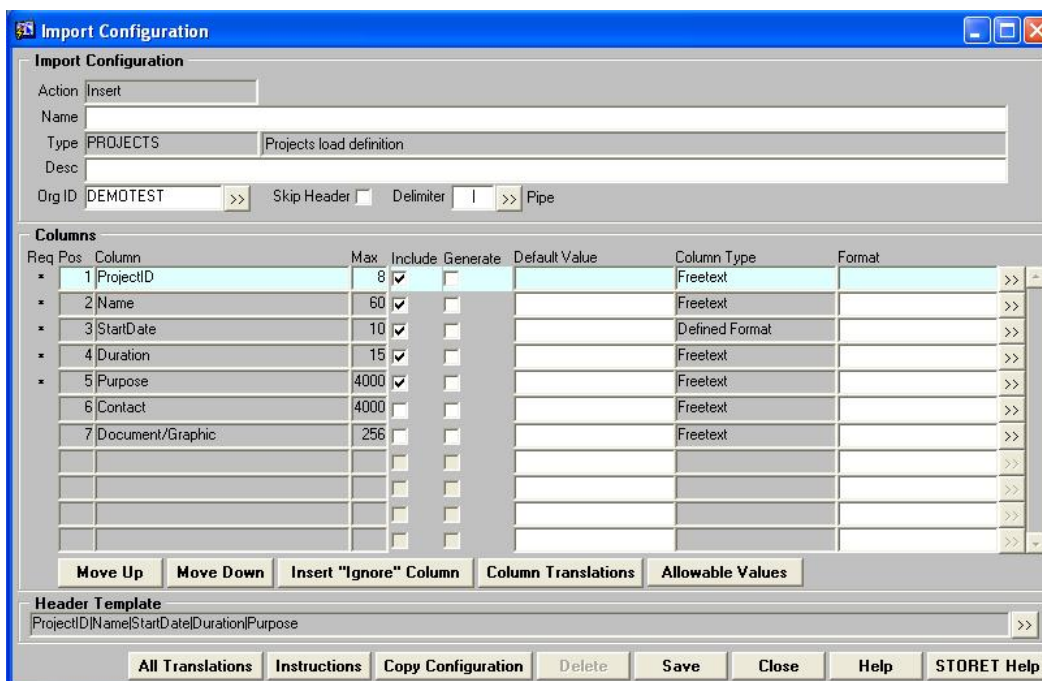 Import Configuration
Import Configuration
Action Insert
Name
Type PROJECTS Projects load definition
Desc
Org ID DEMOTEST >> Skip Header Delimiter | >> Pipe
Columns
Req Pos Column Max Include Generate Default Value Column Type Format
* 1 ProjectID 8 Freetext >>
* 2 Name 60 Freetext >>
* 3 StartDate 10 Defined Format >>
* 4 Duration 15 Freetext >>
* 5 Purpose 4000 Freetext >>
6 Contact 4000 Freetext >>
7 Document/Graphic 256 Freetext >>
>>
>>
>>
>>
Move Up Move Down Insert "Ignore" Column Column Translations Allowable Values
Header Template
ProjectID|Name|StartDate|Duration|Purpose >>
All Translations Instructions Copy Configuration Delete Save Close Help STORET Help